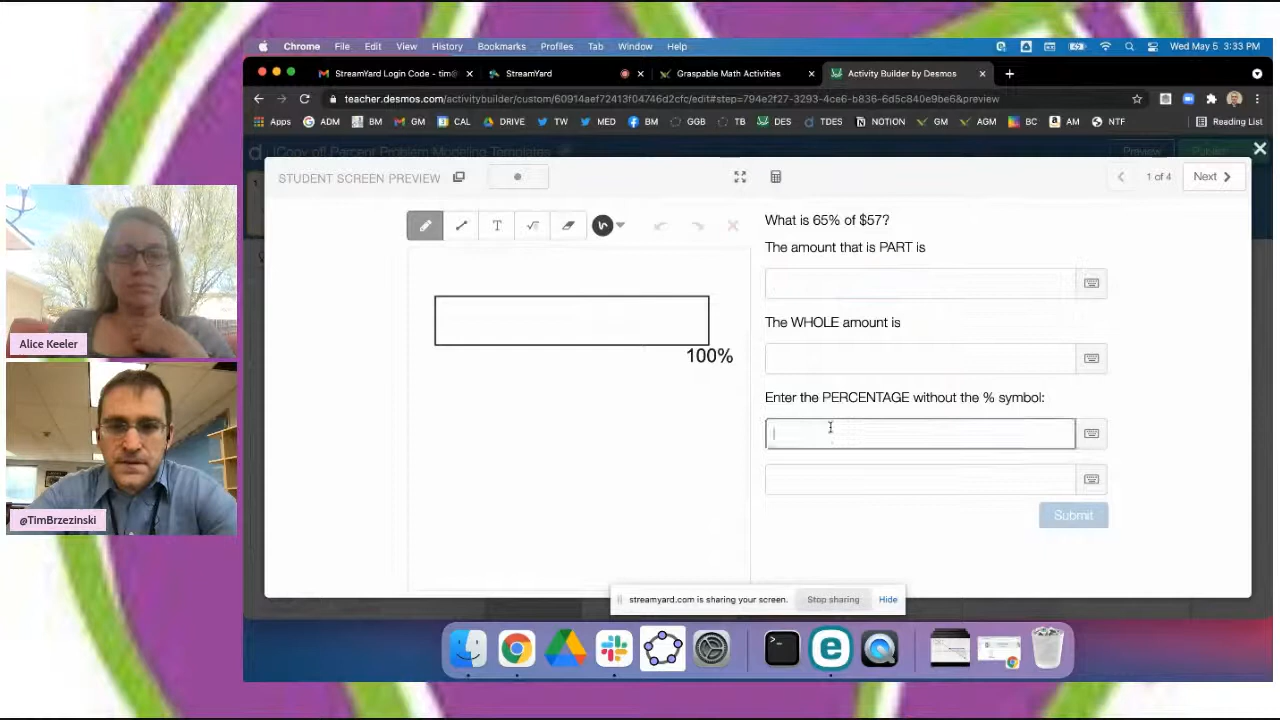 Chrome File Edit View History Bookmarks Profiles Tab Window Help
Wed May 5 3:33 PM
StreamYard Login Code - tim@
StreamYard
Graspable Math Activities
Activity Builder by Desmos
teacher.desmos.com/activitybuilder/custom/60914aef72413f04746d2cfc/edit#step=794e2f27-3293-4ce6-b836-6d5c840e9be6&preview
Apps ADM BM GM CAL DRIVE TW MED BM GGB TB DES TDES NOTION GM AGM BC AM NTF Reading List
[Copy of] Percent Problem Modeling Templates
Preview
STUDENT SCREEN PREVIEW
1 of 4
Next
T
What is 65% of $57?
The amount that is PART is
The WHOLE amount is
100%
Enter the PERCENTAGE without the % symbol:
Submit
Alice Keeler
@TimBrzezinski
streamyard.com is sharing your screen.
Stop sharing
Hide